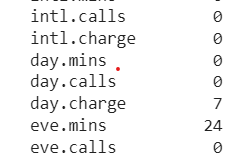 intl.calls 0
intl.charge 0
day.mins 0
day.calls 0
day.charge 7
eve.mins 24
eve.calls 0